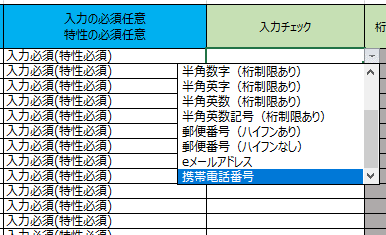 入力の必須任意
特性の必須任意
入力チェック
桁
入力必須(特性必須)
入力必須(特性必須)
半角数字（桁制限あり）
入力必須(特性必須)
半角英字（桁制限あり）
入力必須(特性必須)
半角英数（桁制限あり）
入力必須(特性必須)
半角英数記号（桁制限あり）
入力必須(特性必須)
郵便番号（ハイフンあり）
入力必須(特性必須)
郵便番号（ハイフンなし）
入力必須(特性必須)
eメールアドレス
入力必須(特性必須)
携帯電話番号
入力必須(特性必須)
入力必須(特性必須)
入力必須(特性必須)
入力必須(特性必須)